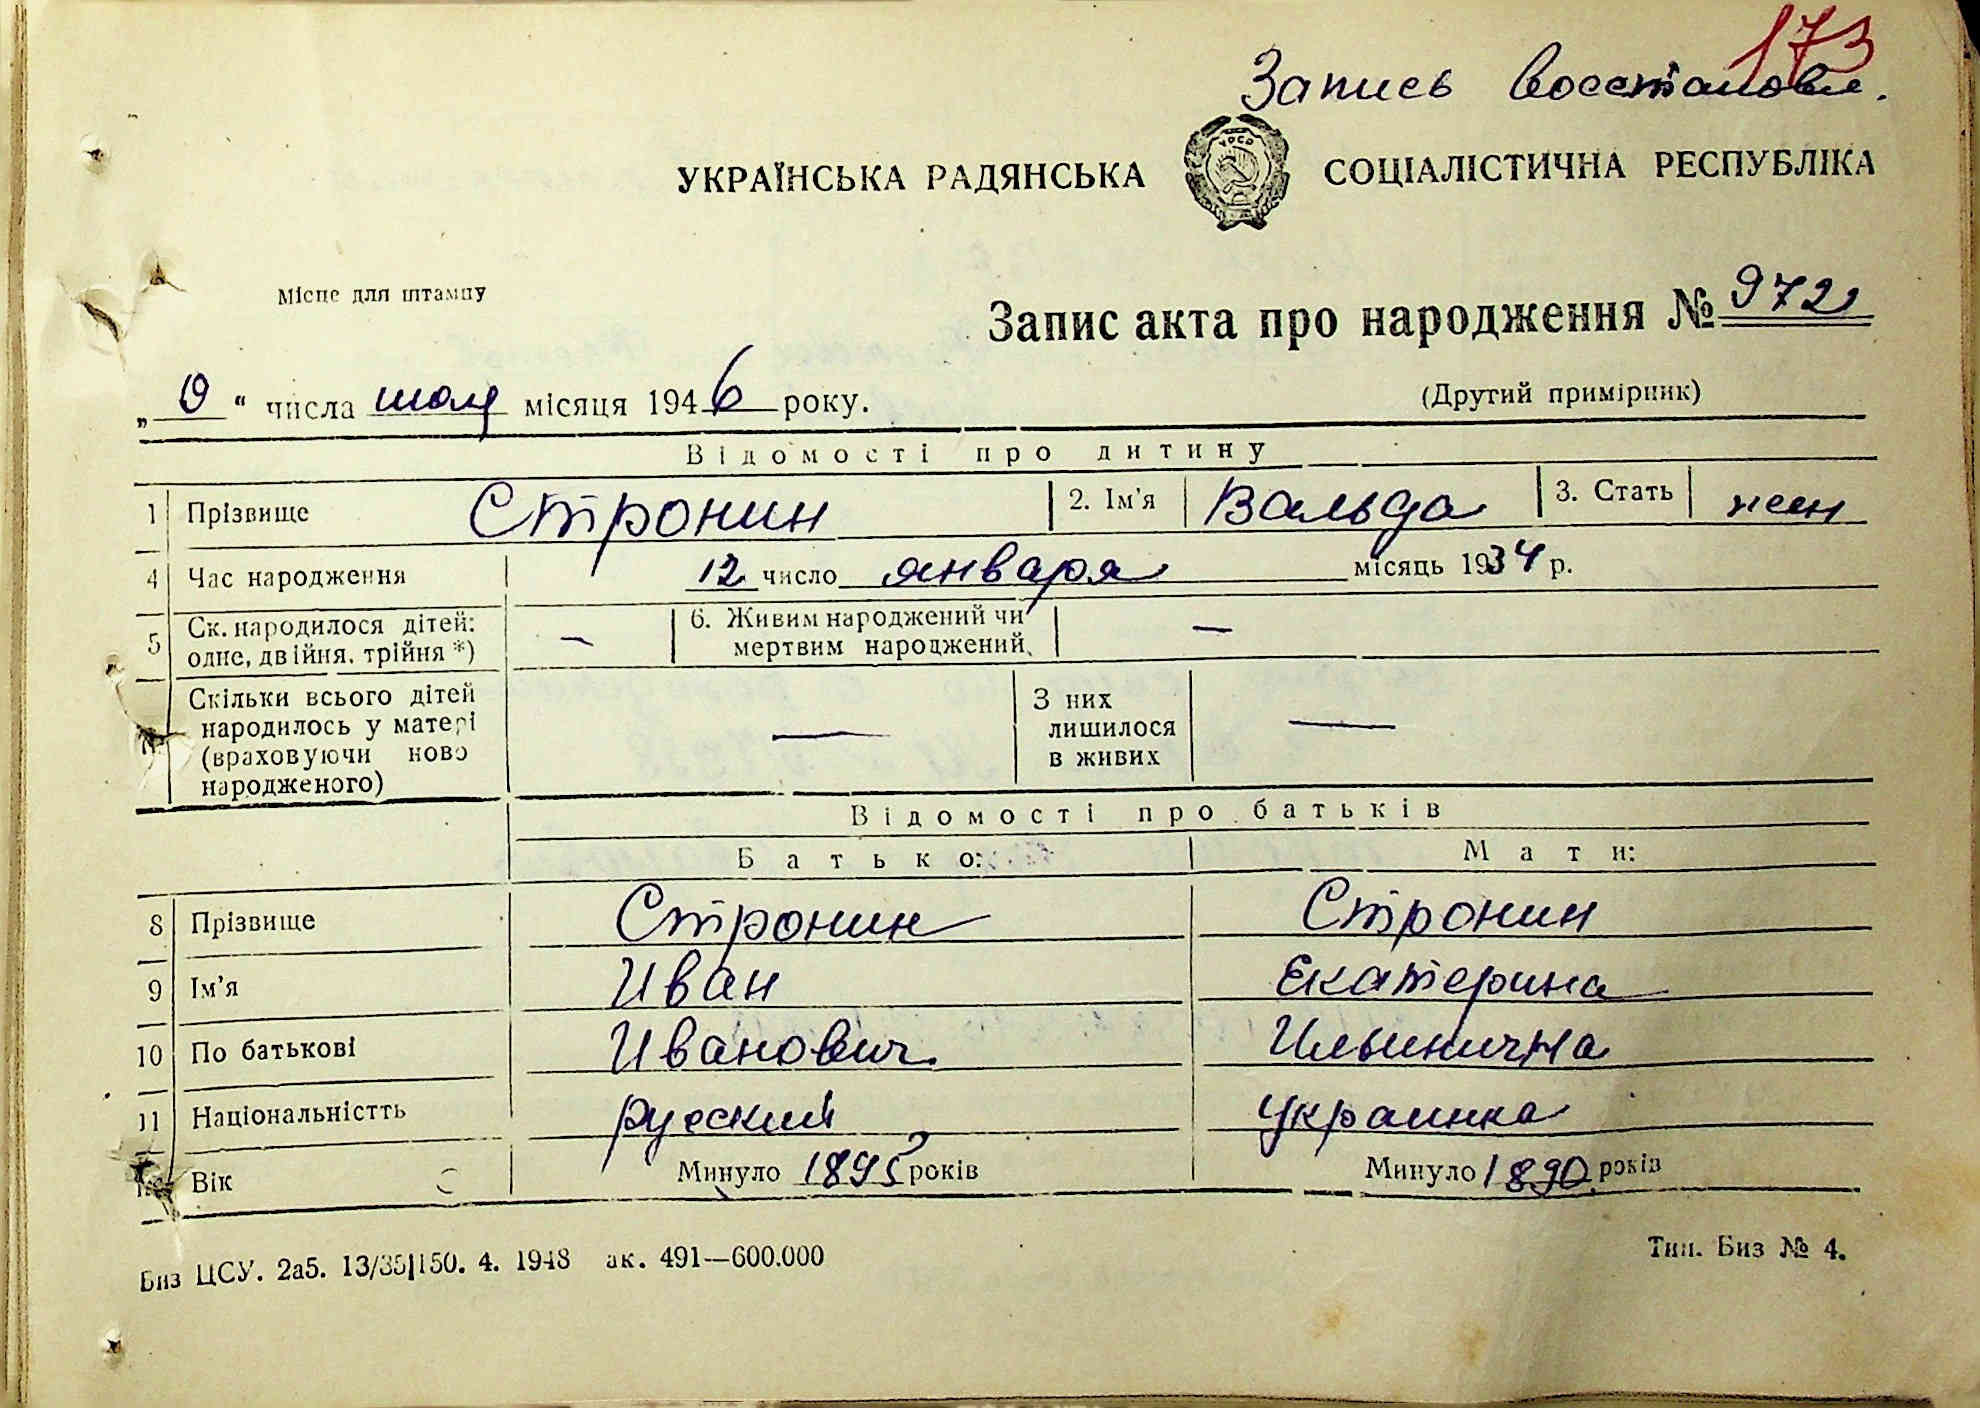 173
Запись восстановл.
УКРАЇНСЬКА РАДЯНСЬКА СОЦІАЛІСТИЧНА РЕСПУБЛІКА
УРСР
Місце для штампу
Запис акта про народження № 972
„ 9 “ числа июля місяця 1946 року.
(Другий примірник)
Відомості про дитину
1 Прізвище Стронин 2. Ім'я Вальда 3. Стать жен
4 Час народження 12 число января місяць 1934 р.
5 Ск. народилося дітей: одне, двійня, трійня *) — 6. Живим народжений чи мертвим народжений —
Скільки всього дітей народилось у матері (враховуючи ново народженого) — З них лишилося в живих —
Відомості про батьків
Батько: Мати:
8 Прізвище Стронин Стронин
9 Ім'я Иван Екатерина
10 По батькові Иванович Ильинична
11 Національністть русский украинка
Вік Минуло 1895 років Минуло 1890 років
Биз ЦСУ. 2а5. 13/35|150. 4. 1948 ак. 491—600.000
Тип. Биз № 4.